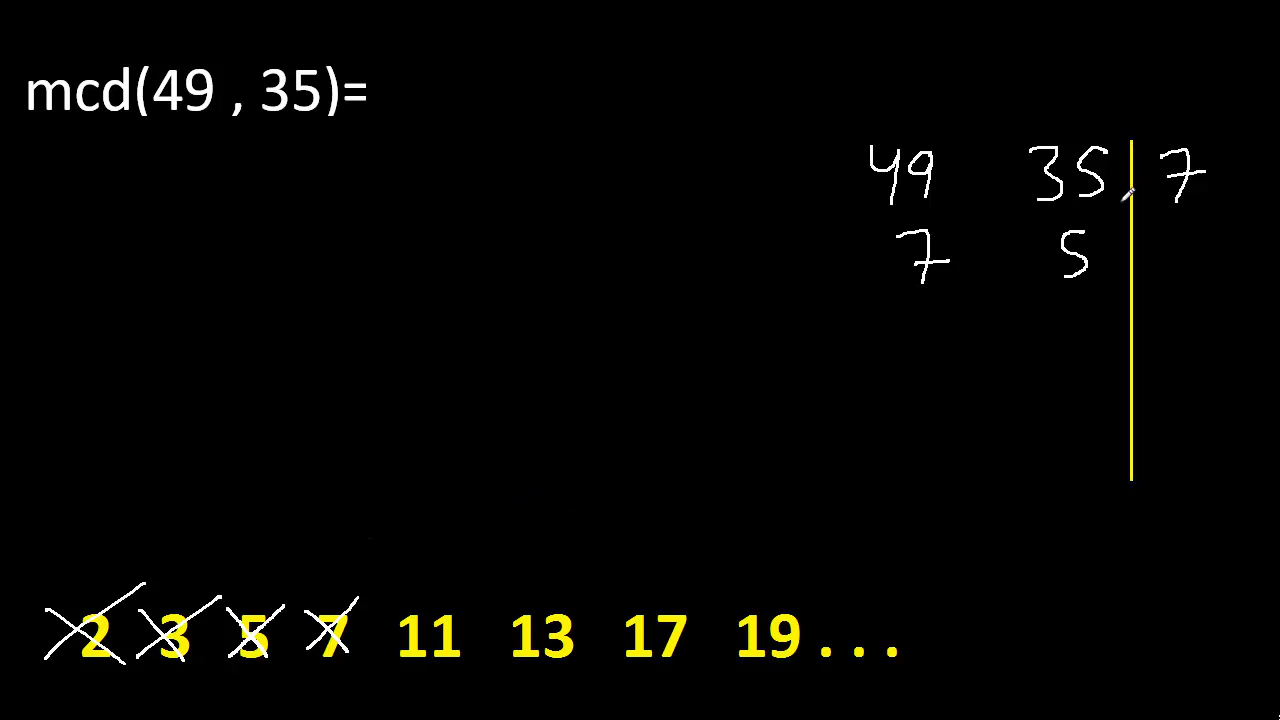 mcd(49 , 35)=
49 35 7
7 5
2 3 5 7 11 13 17 19 . . .